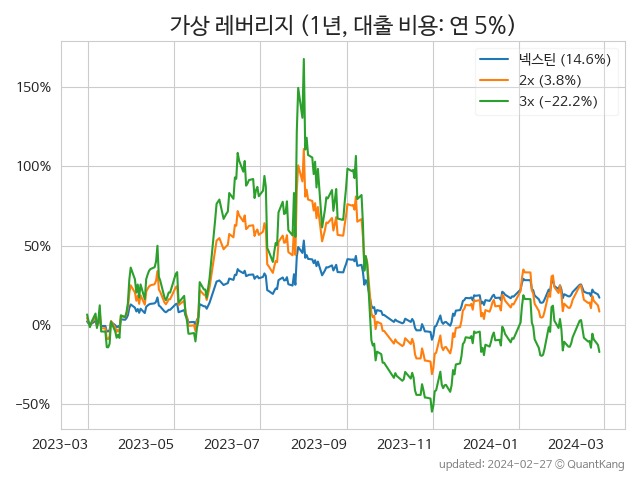 가상 레버리지 (1년, 대출 비용: 연 5%)
넥스틴 (14.6%)
2x (3.8%)
3x (−22.2%)
150%
100%
50%
0%
−50%
2023-03 2023-05 2023-07 2023-09 2023-11 2024-01 2024-03
updated: 2024-02-27 © QuantKang